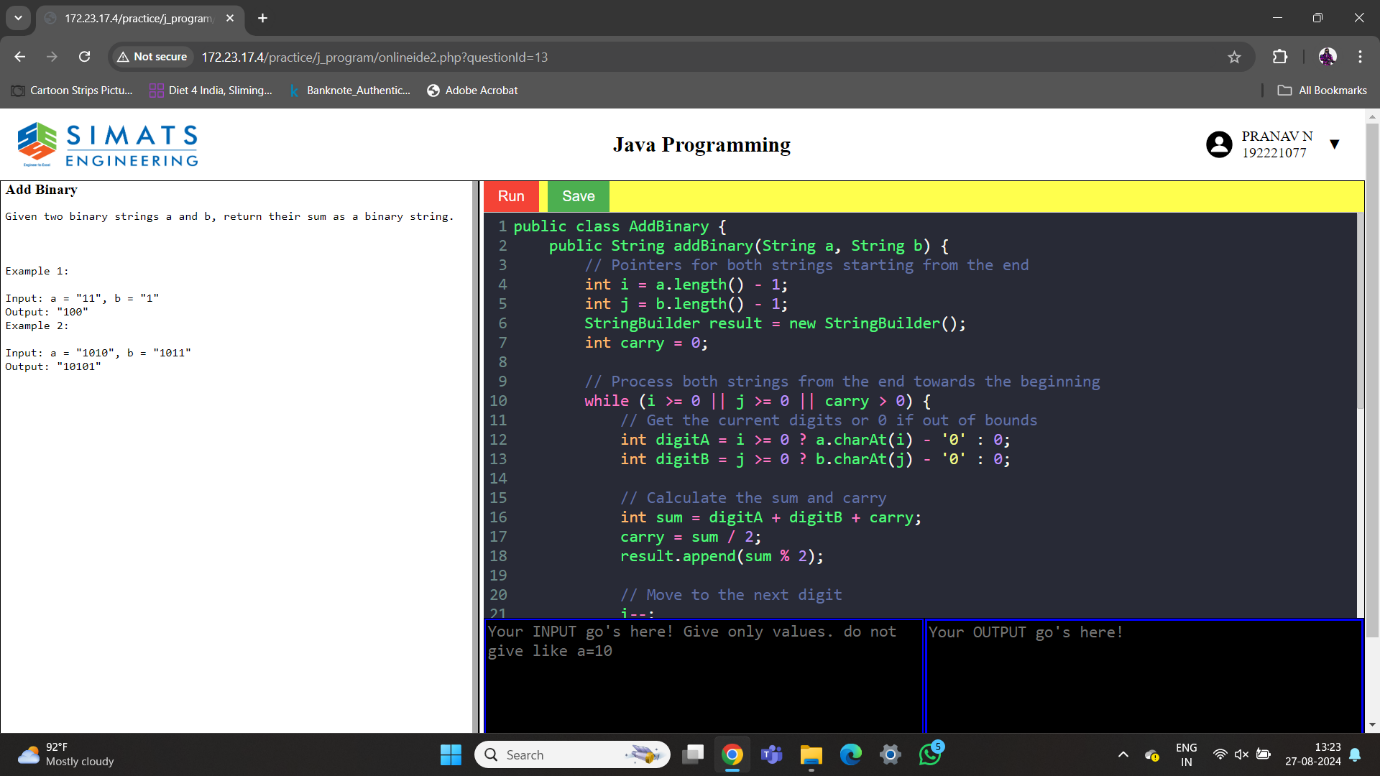 172.23.17.4/practice/j_program
Not secure
172.23.17.4/practice/j_program/onlineide2.php?questionId=13
Cartoon Strips Pictu...
Diet 4 India, Sliming...
Banknote_Authentic...
Adobe Acrobat
All Bookmarks
SIMATS
ENGINEERING
Engineer to Excel
Java Programming
PRANAV N
192221077
Add Binary
Given two binary strings a and b, return their sum as a binary string.
Example 1:
Input: a = "11", b = "1"
Output: "100"
Example 2:
Input: a = "1010", b = "1011"
Output: "10101"
Run
Save
1 public class AddBinary {
2     public String addBinary(String a, String b) {
3         // Pointers for both strings starting from the end
4         int i = a.length() - 1;
5         int j = b.length() - 1;
6         StringBuilder result = new StringBuilder();
7         int carry = 0;
8
9         // Process both strings from the end towards the beginning
10         while (i >= 0 || j >= 0 || carry > 0) {
11             // Get the current digits or 0 if out of bounds
12             int digitA = i >= 0 ? a.charAt(i) - '0' : 0;
13             int digitB = j >= 0 ? b.charAt(j) - '0' : 0;
14
15             // Calculate the sum and carry
16             int sum = digitA + digitB + carry;
17             carry = sum / 2;
18             result.append(sum % 2);
19
20             // Move to the next digit
21             i--;
Your INPUT go's here! Give only values. do not
give like a=10
Your OUTPUT go's here!
92°F
Mostly cloudy
Search
5
ENG
IN
13:23
27-08-2024